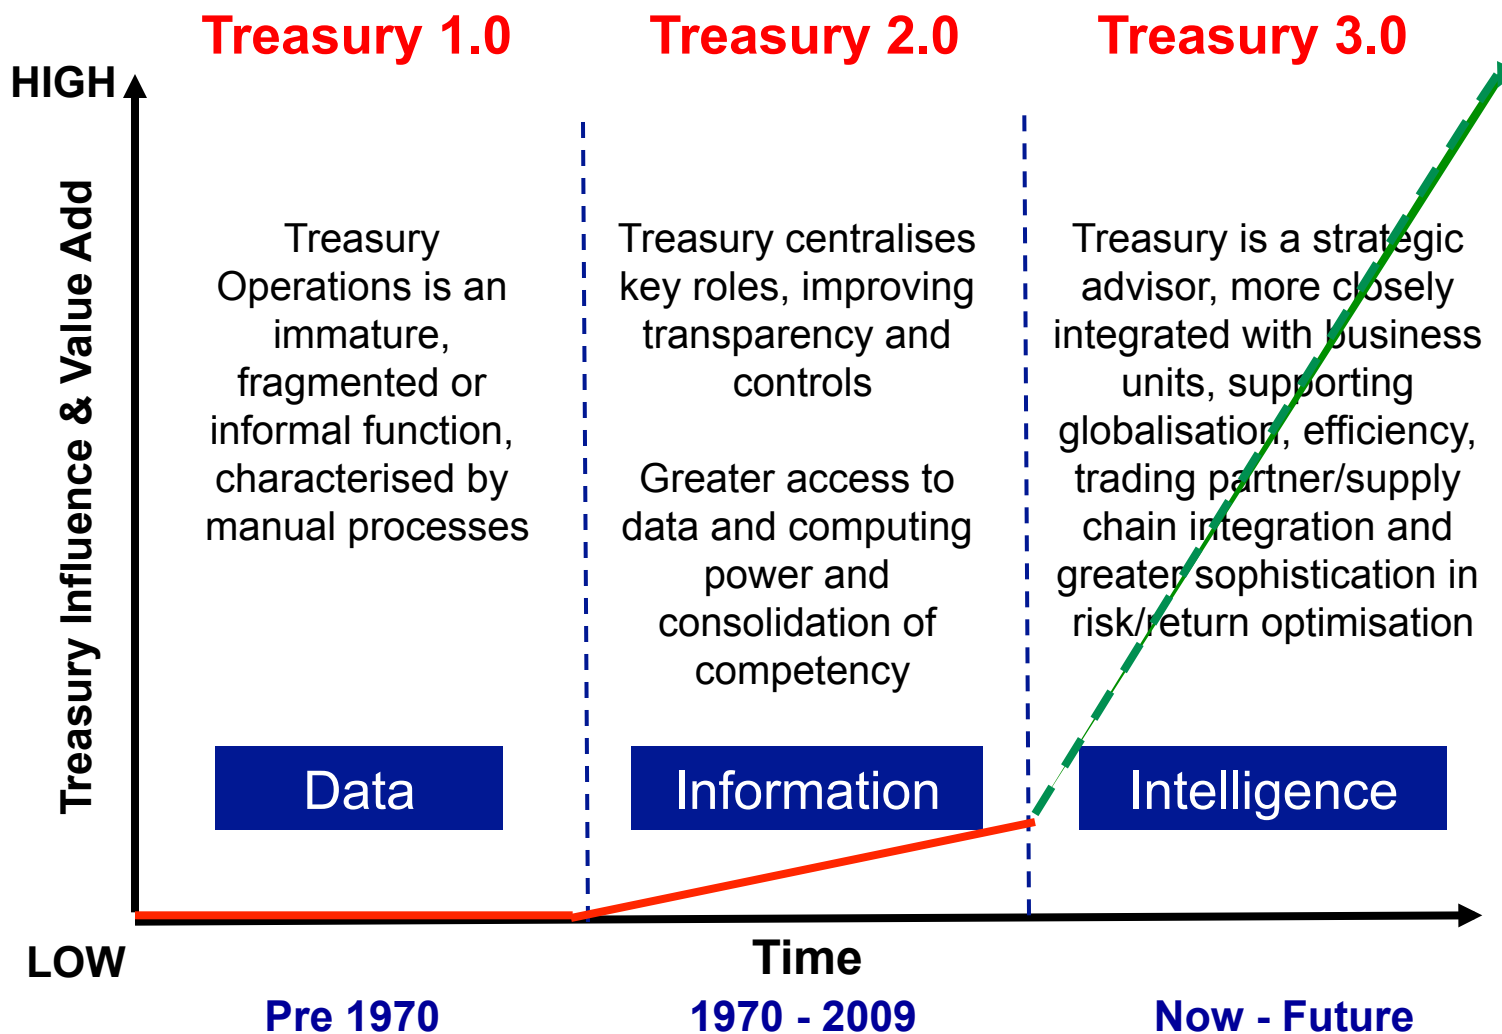 Treasury 1.0
Treasury 2.0
Treasury 3.0
HIGH
Treasury Influence & Value Add
Treasury
Operations is an
immature,
fragmented or
informal function,
characterised by
manual processes
Treasury centralises
key roles, improving
transparency and
controls
Greater access to
data and computing
power and
consolidation of
competency
Treasury is a strategic
advisor, more closely
integrated with business
units, supporting
globalisation, efficiency,
trading partner/supply
chain integration and
greater sophistication in
risk/return optimisation
Data
Information
Intelligence
LOW
Time
Pre 1970
1970 - 2009
Now - Future